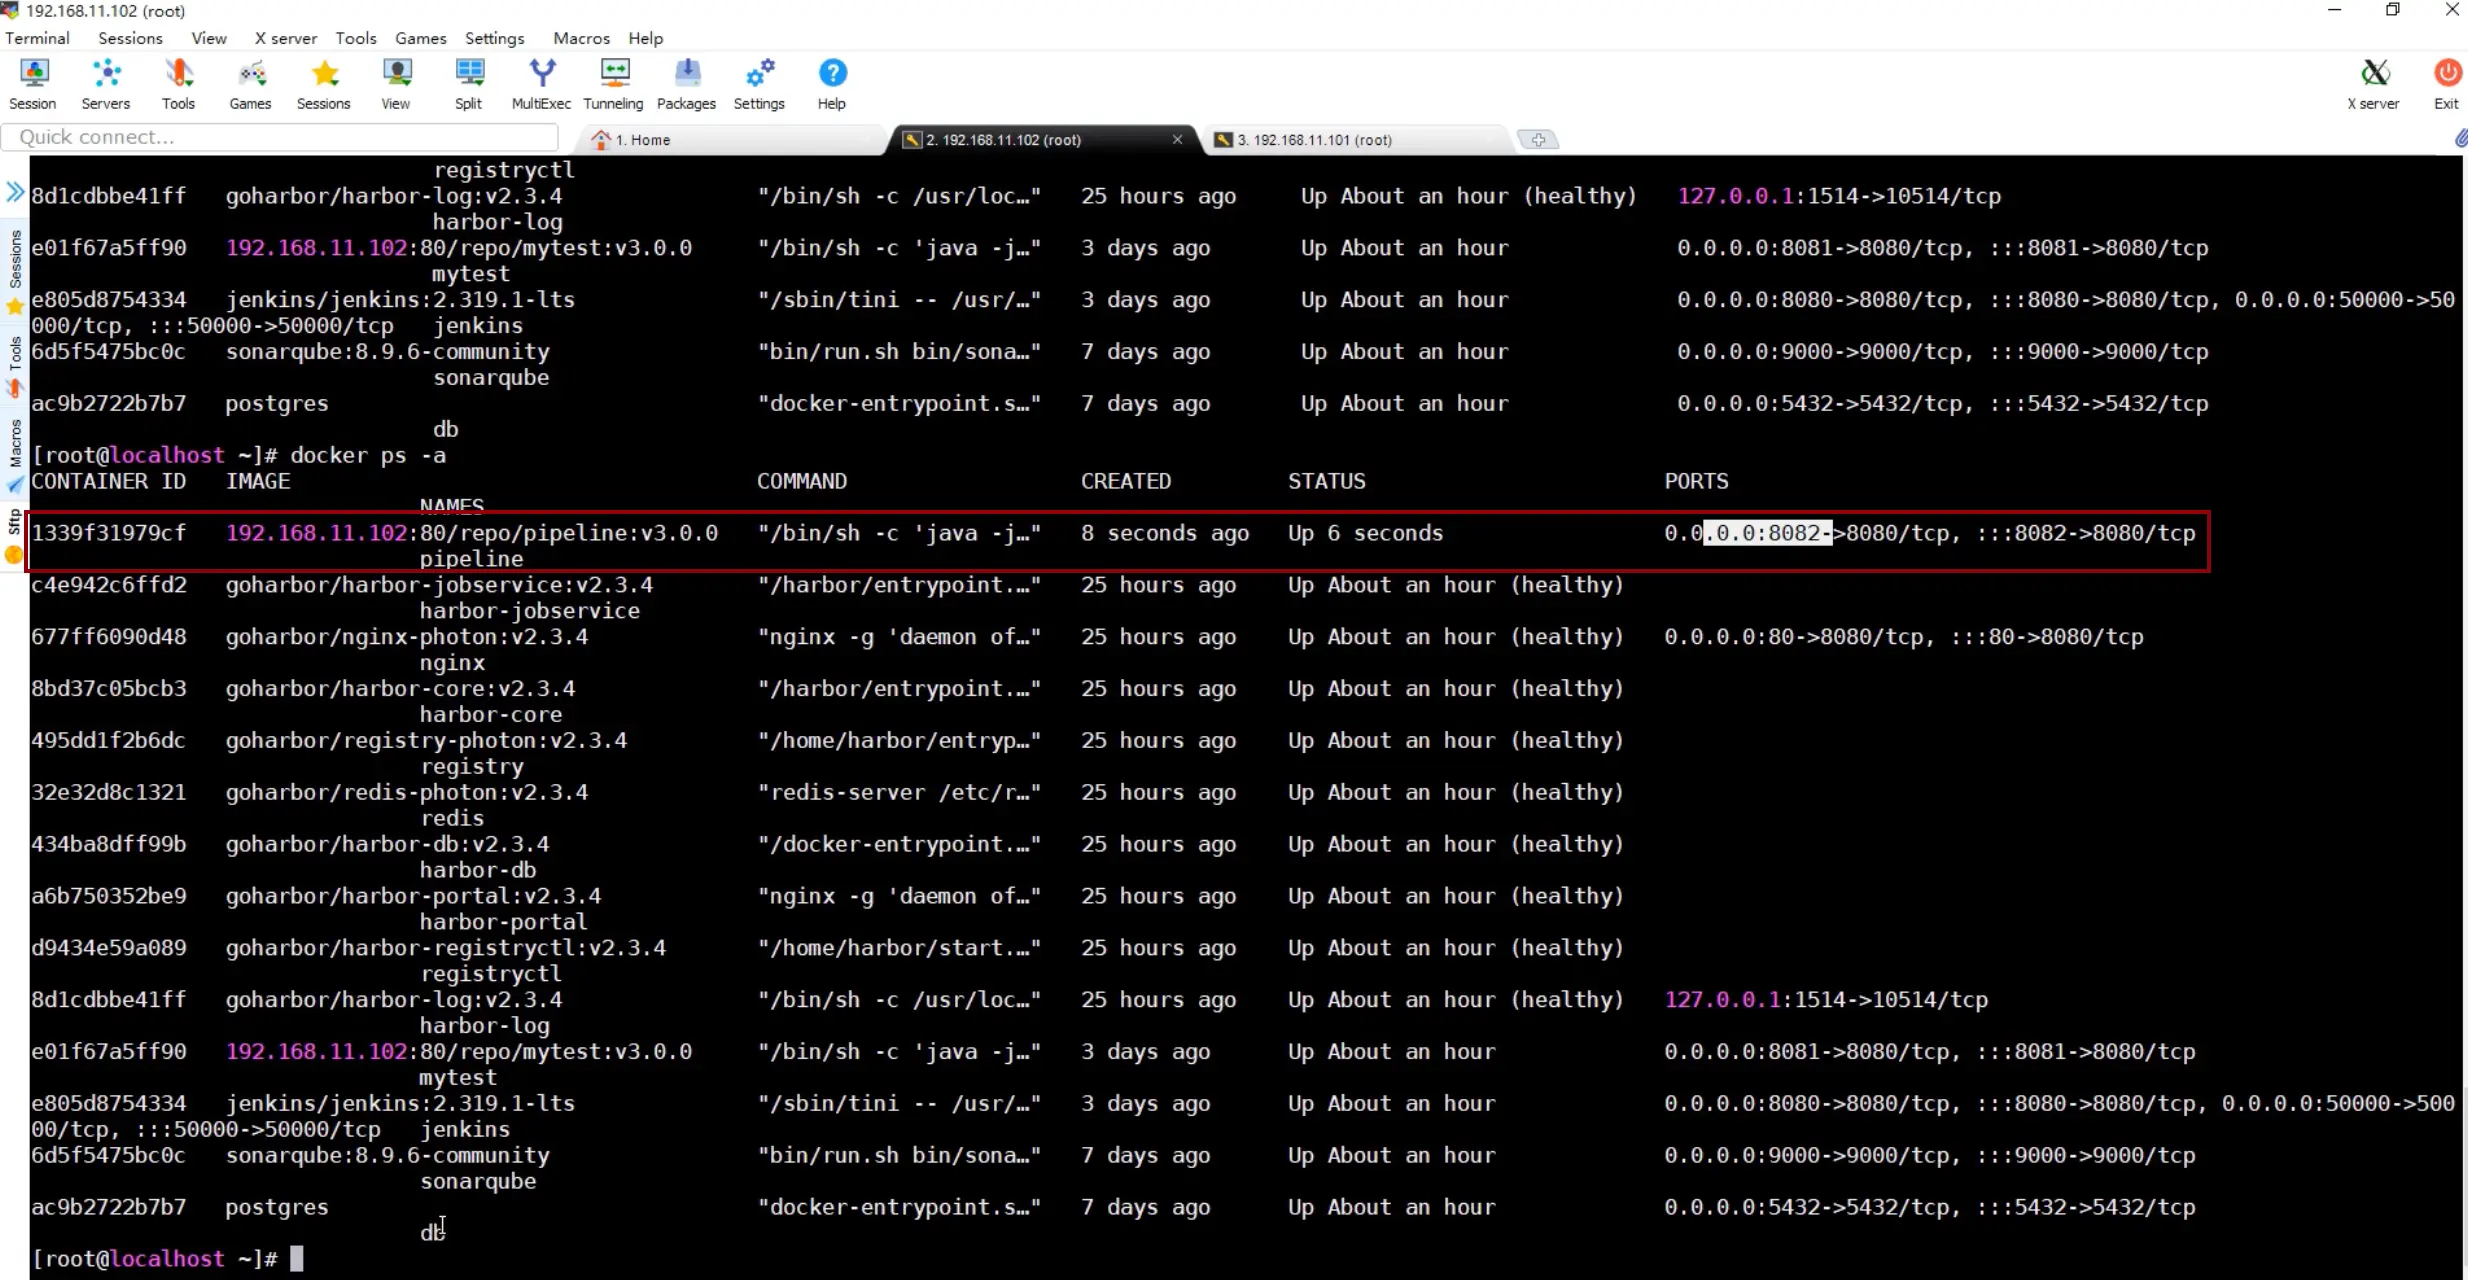 192.168.11.102 (root)
Terminal Sessions View X server Tools Games Settings Macros Help
Session Servers Tools Games Sessions View Split MultiExec Tunneling Packages Settings Help X server Exit
Quick connect... 1. Home 2. 192.168.11.102 (root) 3. 192.168.11.101 (root)
Sessions
Tools
Macros
Sftp
registryctl
8d1cdbbe41ff goharbor/harbor-log:v2.3.4 "/bin/sh -c /usr/loc…" 25 hours ago Up About an hour (healthy) 127.0.0.1:1514->10514/tcp
harbor-log
e01f67a5ff90 192.168.11.102:80/repo/mytest:v3.0.0 "/bin/sh -c 'java -j…" 3 days ago Up About an hour 0.0.0.0:8081->8080/tcp, :::8081->8080/tcp
mytest
e805d8754334 jenkins/jenkins:2.319.1-lts "/sbin/tini -- /usr/…" 3 days ago Up About an hour 0.0.0.0:8080->8080/tcp, :::8080->8080/tcp, 0.0.0.0:50000->50
000/tcp, :::50000->50000/tcp jenkins
6d5f5475bc0c sonarqube:8.9.6-community "bin/run.sh bin/sona…" 7 days ago Up About an hour 0.0.0.0:9000->9000/tcp, :::9000->9000/tcp
sonarqube
ac9b2722b7b7 postgres "docker-entrypoint.s…" 7 days ago Up About an hour 0.0.0.0:5432->5432/tcp, :::5432->5432/tcp
db
[root@localhost ~]# docker ps -a
CONTAINER ID IMAGE COMMAND CREATED STATUS PORTS
NAMES
1339f31979cf 192.168.11.102:80/repo/pipeline:v3.0.0 "/bin/sh -c 'java -j…" 8 seconds ago Up 6 seconds 0.0.0.0:8082->8080/tcp, :::8082->8080/tcp
pipeline
c4e942c6ffd2 goharbor/harbor-jobservice:v2.3.4 "/harbor/entrypoint.…" 25 hours ago Up About an hour (healthy)
harbor-jobservice
677ff6090d48 goharbor/nginx-photon:v2.3.4 "nginx -g 'daemon of…" 25 hours ago Up About an hour (healthy) 0.0.0.0:80->8080/tcp, :::80->8080/tcp
nginx
8bd37c05bcb3 goharbor/harbor-core:v2.3.4 "/harbor/entrypoint.…" 25 hours ago Up About an hour (healthy)
harbor-core
495dd1f2b6dc goharbor/registry-photon:v2.3.4 "/home/harbor/entryp…" 25 hours ago Up About an hour (healthy)
registry
32e32d8c1321 goharbor/redis-photon:v2.3.4 "redis-server /etc/r…" 25 hours ago Up About an hour (healthy)
redis
434ba8dff99b goharbor/harbor-db:v2.3.4 "/docker-entrypoint.…" 25 hours ago Up About an hour (healthy)
harbor-db
a6b750352be9 goharbor/harbor-portal:v2.3.4 "nginx -g 'daemon of…" 25 hours ago Up About an hour (healthy)
harbor-portal
d9434e59a089 goharbor/harbor-registryctl:v2.3.4 "/home/harbor/start.…" 25 hours ago Up About an hour (healthy)
registryctl
8d1cdbbe41ff goharbor/harbor-log:v2.3.4 "/bin/sh -c /usr/loc…" 25 hours ago Up About an hour (healthy) 127.0.0.1:1514->10514/tcp
harbor-log
e01f67a5ff90 192.168.11.102:80/repo/mytest:v3.0.0 "/bin/sh -c 'java -j…" 3 days ago Up About an hour 0.0.0.0:8081->8080/tcp, :::8081->8080/tcp
mytest
e805d8754334 jenkins/jenkins:2.319.1-lts "/sbin/tini -- /usr/…" 3 days ago Up About an hour 0.0.0.0:8080->8080/tcp, :::8080->8080/tcp, 0.0.0.0:50000->500
00/tcp, :::50000->50000/tcp jenkins
6d5f5475bc0c sonarqube:8.9.6-community "bin/run.sh bin/sona…" 7 days ago Up About an hour 0.0.0.0:9000->9000/tcp, :::9000->9000/tcp
sonarqube
ac9b2722b7b7 postgres "docker-entrypoint.s…" 7 days ago Up About an hour 0.0.0.0:5432->5432/tcp, :::5432->5432/tcp
db
[root@localhost ~]#